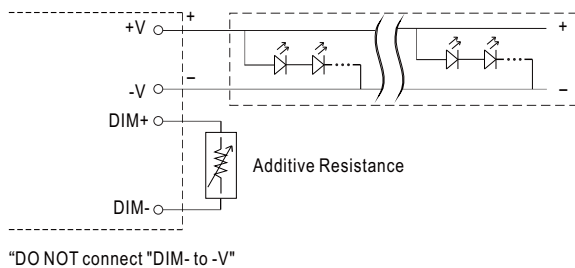 +V
+
+
-V
−
−
DIM+
Additive Resistance
DIM-
“DO NOT connect "DIM- to -V"